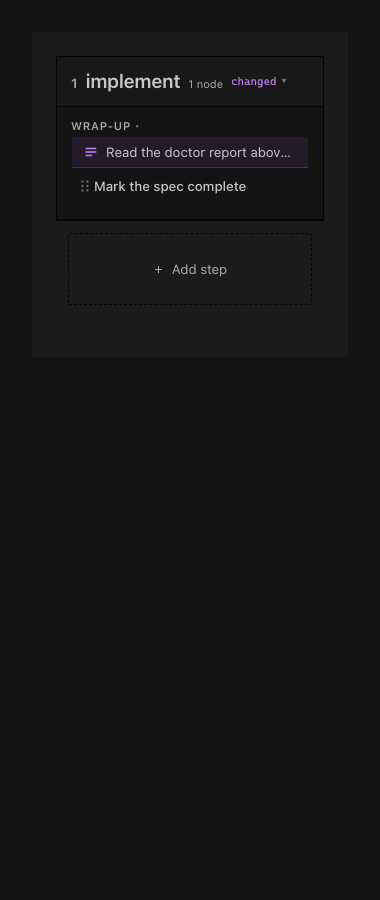 1 implement 1 node changed ▾
WRAP-UP •
Read the doctor report abov...
Mark the spec complete
+ Add step